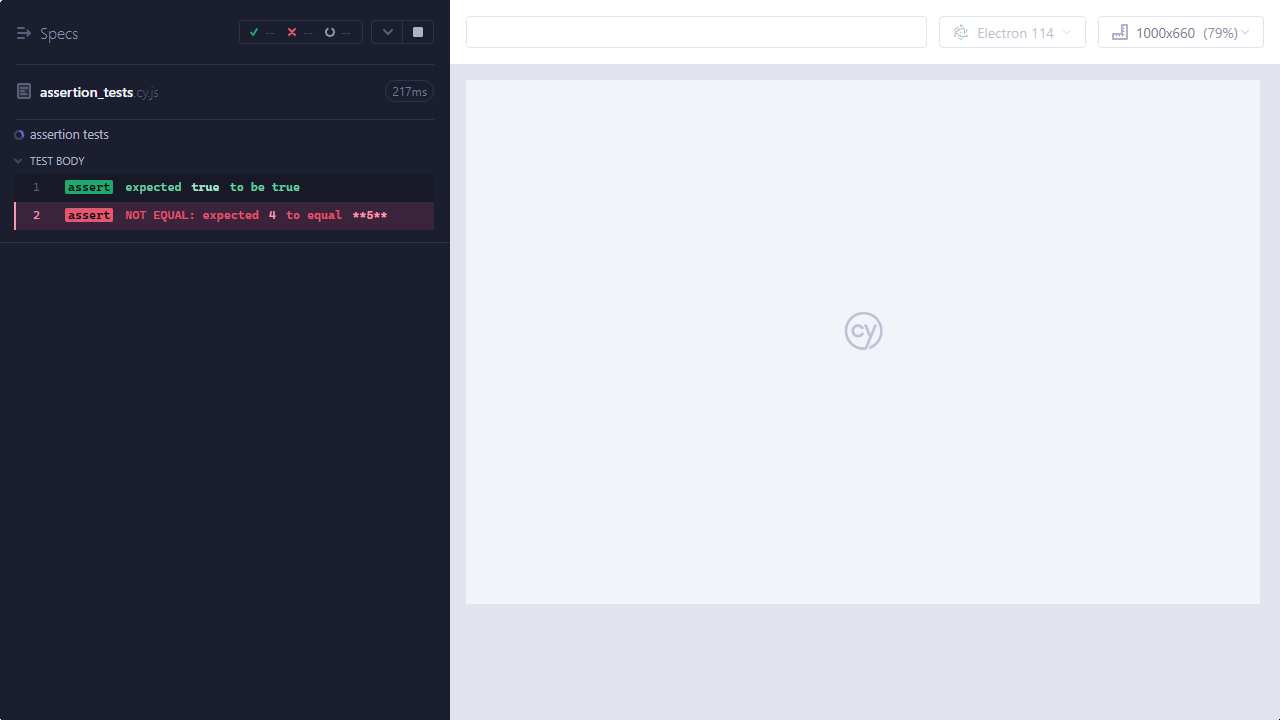 Specs
-- -- --
assertion_tests.cy.js 217ms
assertion tests
TEST BODY
1 assert expected true to be true
2 assert NOT EQUAL: expected 4 to equal **5**
Electron 114
1000x660 (79%)
cy